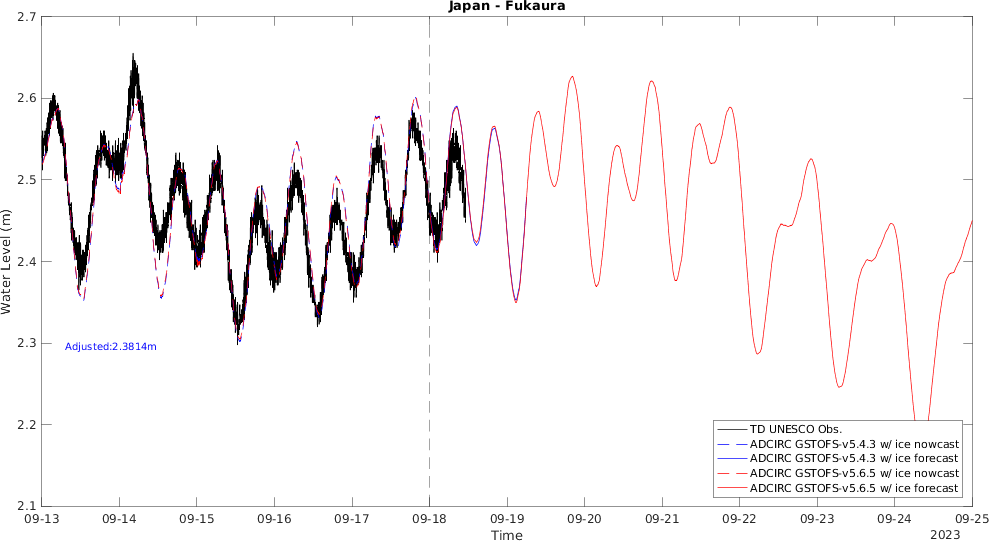 Japan - Fukaura
2.7
2.6
2.5
2.4
2.3
2.2
2.1
Water Level (m)
Adjusted:2.3814m
TD UNESCO Obs.
ADCIRC GSTOFS-v5.4.3 w/ ice nowcast
ADCIRC GSTOFS-v5.4.3 w/ ice forecast
ADCIRC GSTOFS-v5.6.5 w/ ice nowcast
ADCIRC GSTOFS-v5.6.5 w/ ice forecast
09-13 09-14 09-15 09-16 09-17 09-18 09-19 09-20 09-21 09-22 09-23 09-24 09-25
Time
2023